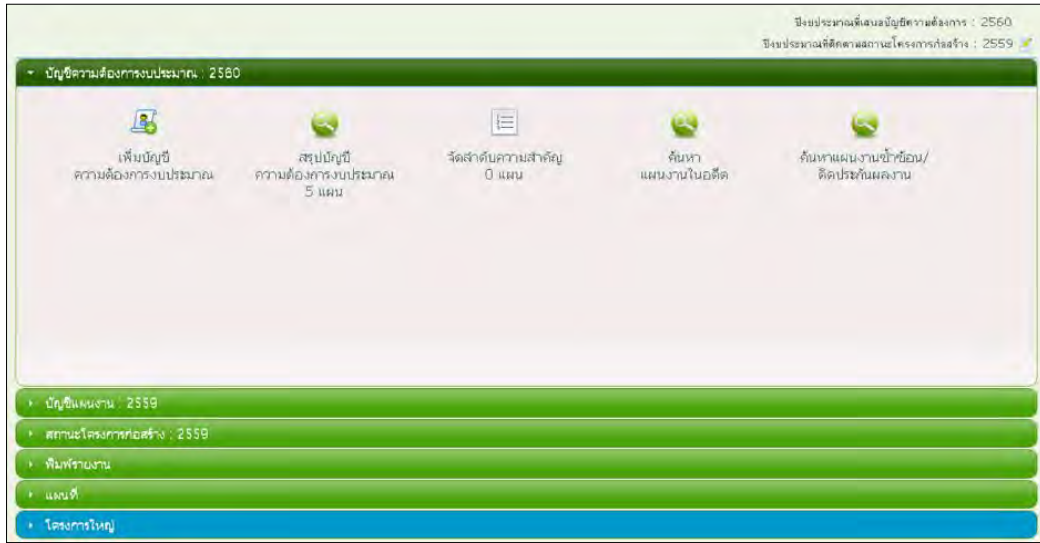 ปีงบประมาณที่เสนอบัญชีความต้องการ : 2560
ปีงบประมาณที่ติดตามสถานะโครงการก่อสร้าง : 2559
บัญชีความต้องการงบประมาณ : 2560
เพิ่มบัญชี
ความต้องการงบประมาณ
สรุปบัญชี
ความต้องการงบประมาณ
5 แผน
จัดลำดับความสำคัญ
0 แผน
ค้นหา
แผนงานในอดีต
ค้นหาแผนงานซ้ำซ้อน/
ติดประกันผลงาน
บัญชีแผนงาน : 2559
สถานะโครงการก่อสร้าง : 2559
พิมพ์รายงาน
แผนที่
โครงการใหญ่